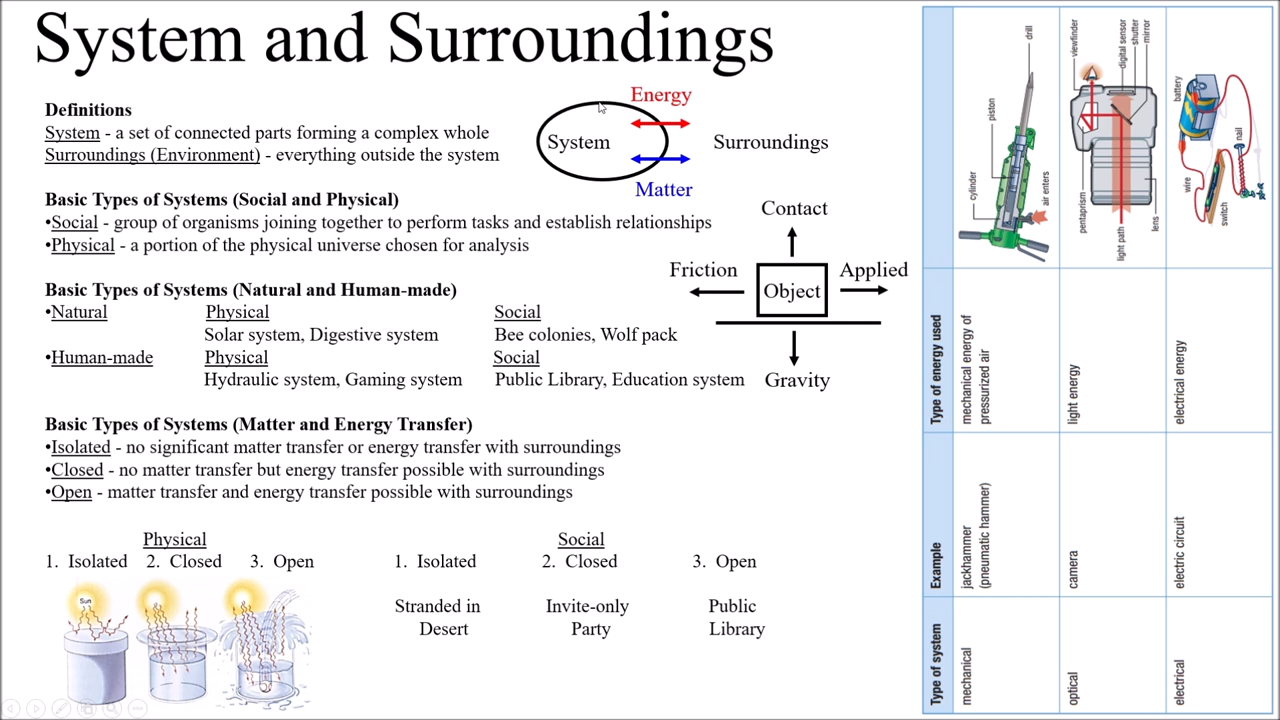 System and Surroundings
Definitions
System - a set of connected parts forming a complex whole
Surroundings (Environment) - everything outside the system
Energy
System
Surroundings
Matter
Basic Types of Systems (Social and Physical)
•Social - group of organisms joining together to perform tasks and establish relationships
•Physical - a portion of the physical universe chosen for analysis
Contact
Friction
Applied
Object
Gravity
Basic Types of Systems (Natural and Human-made)
•Natural Physical Social
Solar system, Digestive system Bee colonies, Wolf pack
•Human-made Physical Social
Hydraulic system, Gaming system Public Library, Education system
Basic Types of Systems (Matter and Energy Transfer)
•Isolated - no significant matter transfer or energy transfer with surroundings
•Closed - no matter transfer but energy transfer possible with surroundings
•Open - matter transfer and energy transfer possible with surroundings
Physical
1. Isolated 2. Closed 3. Open
Sun
Social
1. Isolated 2. Closed 3. Open
Stranded in Invite-only Public
Desert Party Library
Type of system Example Type of energy used
mechanical
jackhammer
(pneumatic hammer)
mechanical energy of
pressurized air
cylinder
piston
drill
air enters
optical
camera
light energy
pentaprism
viewfinder
digital sensor
shutter
mirror
light path
lens
electrical
electric circuit
electrical energy
battery
wire
nail
switch